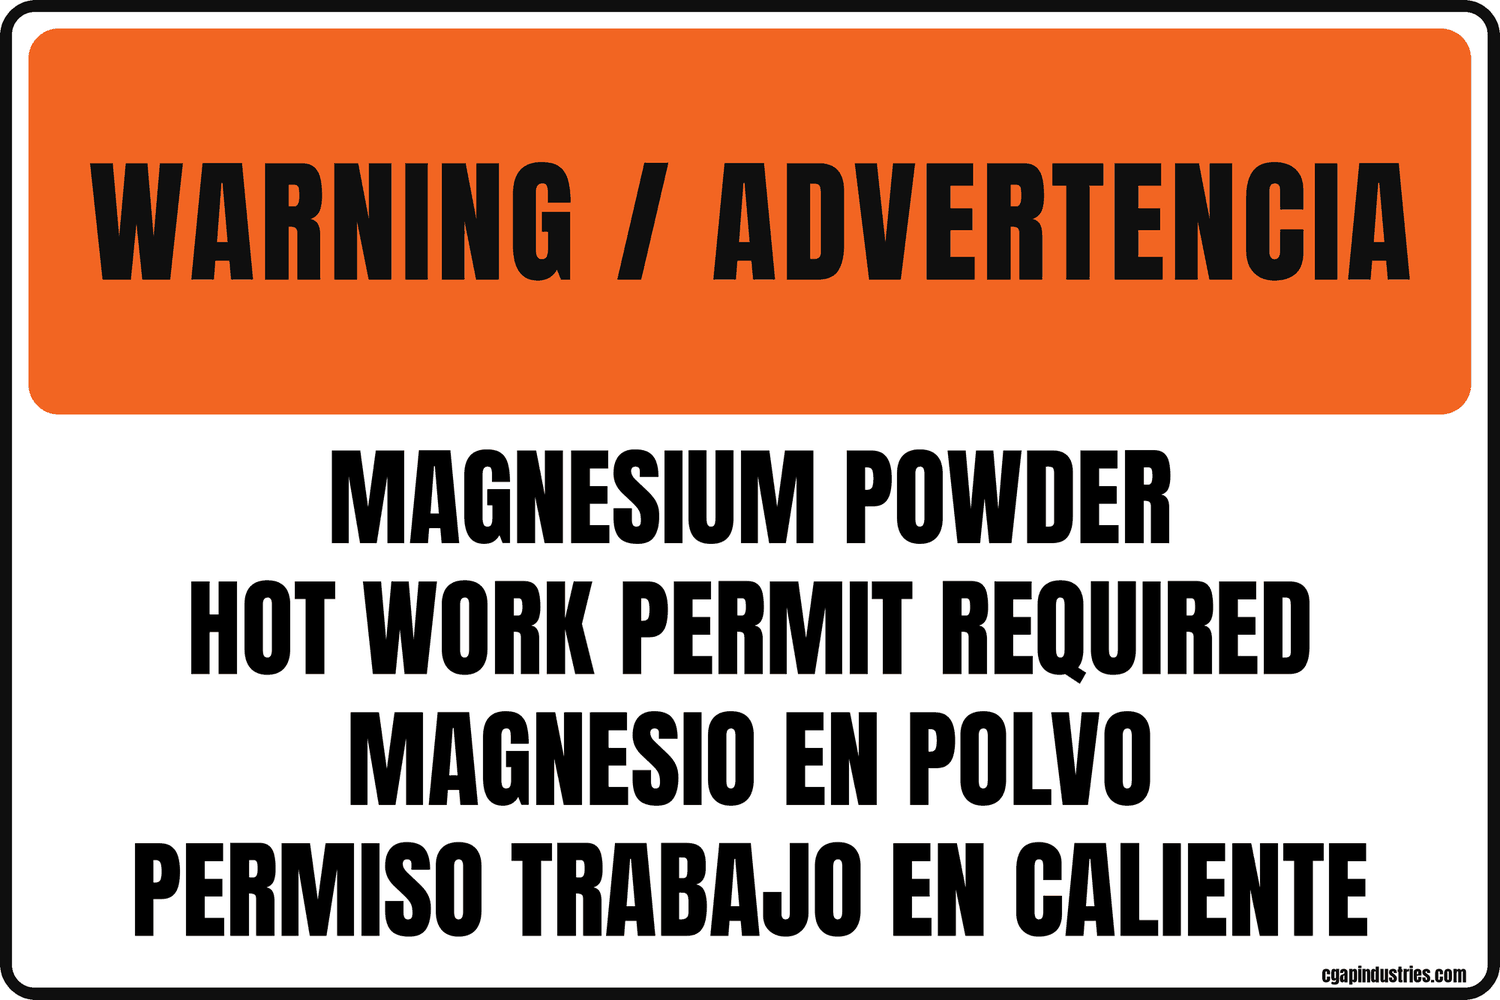 WARNING / ADVERTENCIA
MAGNESIUM POWDER
HOT WORK PERMIT REQUIRED
MAGNESIO EN POLVO
PERMISO TRABAJO EN CALIENTE
cgapindustries.com